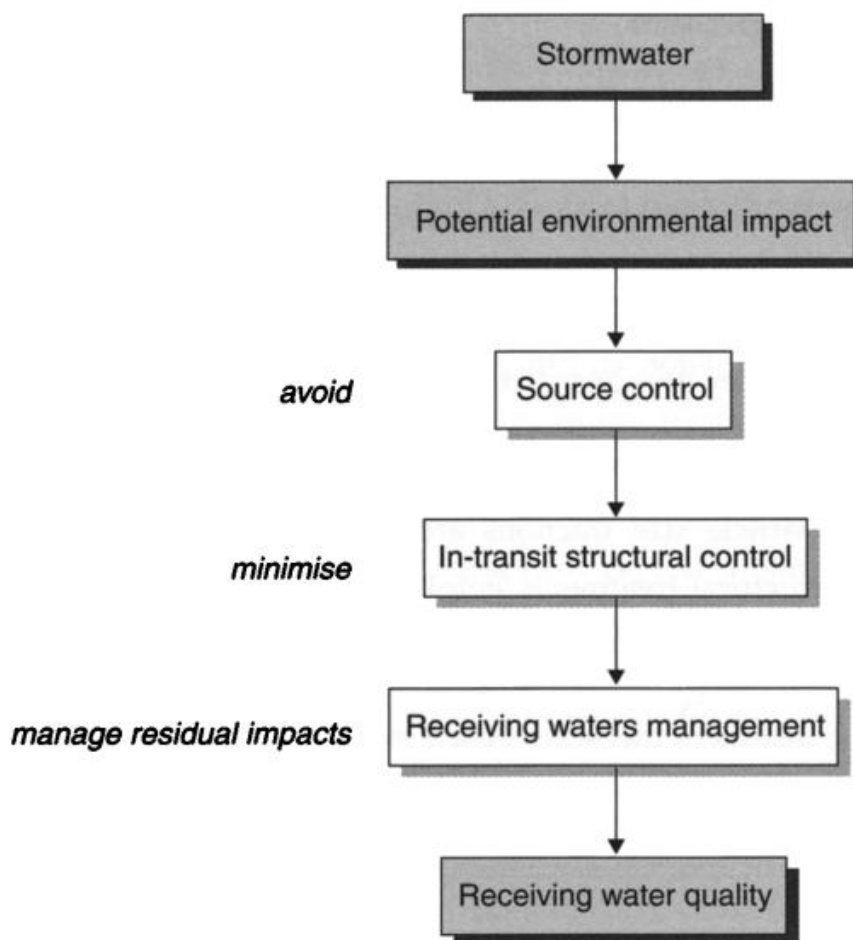 Stormwater
Potential environmental impact
avoid
Source control
minimise
In-transit structural control
manage residual impacts
Receiving waters management
Receiving water quality